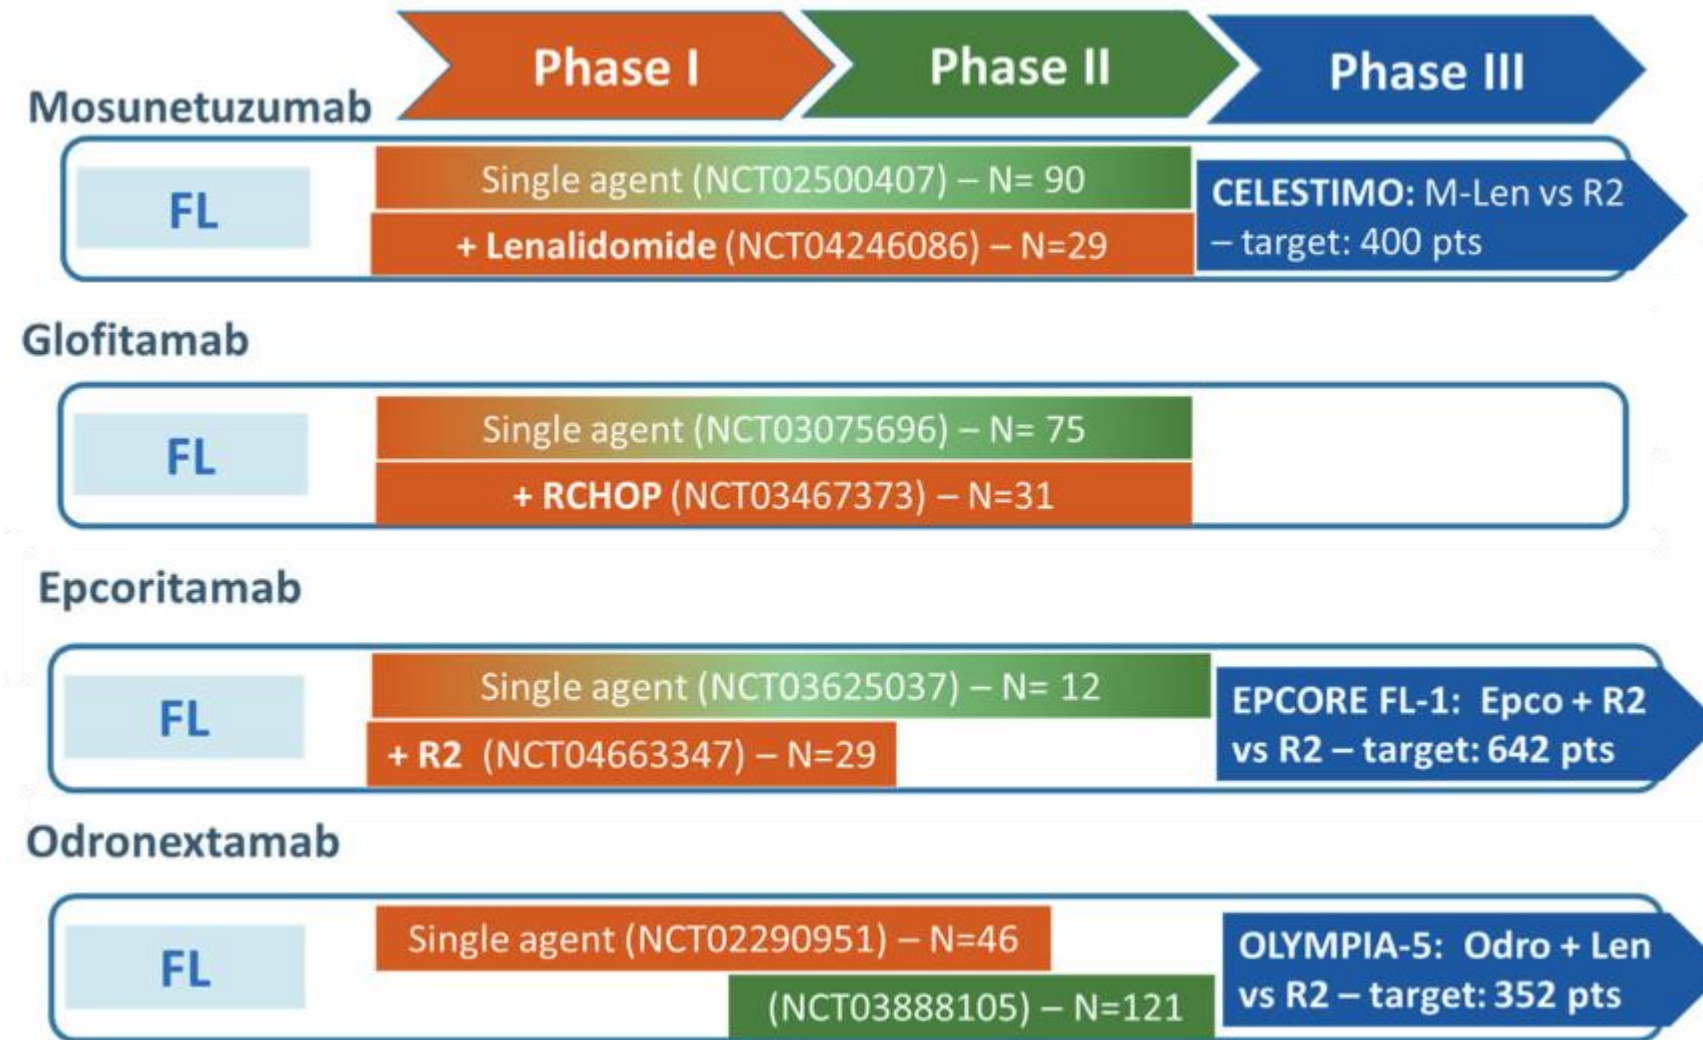 Phase I
Phase II
Phase III
Mosunetuzumab
FL
Single agent (NCT02500407) – N= 90
+ Lenalidomide (NCT04246086) – N=29
CELESTIMO: M-Len vs R2
– target: 400 pts
Glofitamab
FL
Single agent (NCT03075696) – N= 75
+ RCHOP (NCT03467373) – N=31
Epcoritamab
FL
Single agent (NCT03625037) – N= 12
+ R2 (NCT04663347) – N=29
EPCORE FL-1: Epco + R2
vs R2 – target: 642 pts
Odronextamab
FL
Single agent (NCT02290951) – N=46
(NCT03888105) – N=121
OLYMPIA-5: Odro + Len
vs R2 – target: 352 pts